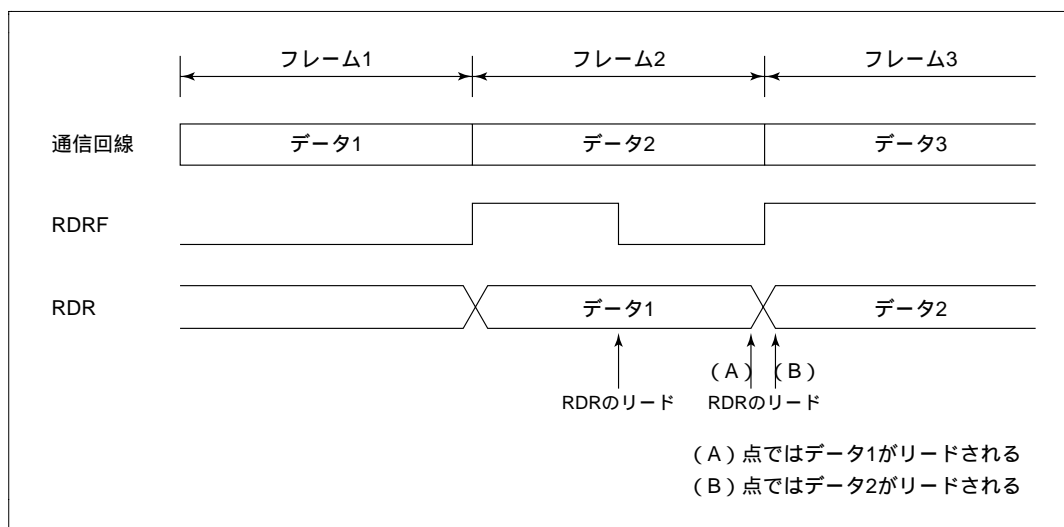 フレーム1 フレーム2 フレーム3
通信回線 データ1 データ2 データ3
RDRF
RDR データ1 データ2
(A) (B)
RDRのリード RDRのリード
(A)点ではデータ1がリードされる
(B)点ではデータ2がリードされる